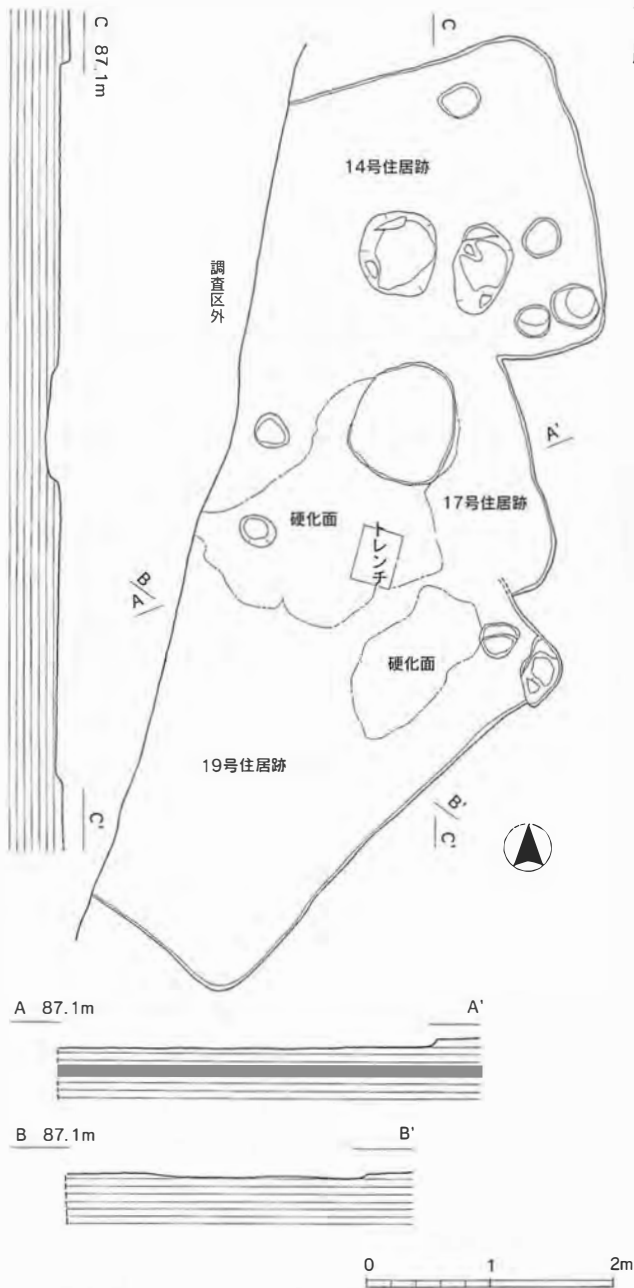 C 87.1m
C
14号住居跡
調査区外
A'
17号住居跡
硬化面
トレンチ
B
A
硬化面
19号住居跡
B'
C'
C'
A 87.1m
A'
B 87.1m
B'
0 1 2m